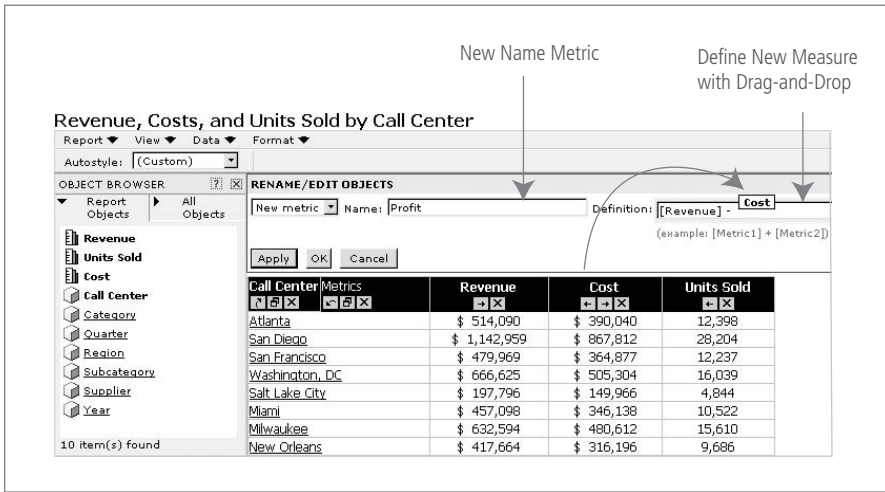 New Name Metric
Define New Measure
with Drag-and-Drop
Revenue, Costs, and Units Sold by Call Center
Report View Data Format
Autostyle: (Custom)
OBJECT BROWSER ? X
Report Objects All Objects
Revenue
Units Sold
Cost
Call Center
Category
Quarter
Region
Subcategory
Supplier
Year
10 item(s) found
RENAME/EDIT OBJECTS
New metric Name: Profit Definition: [Revenue] - Cost
(example: [Metric1] + [Metric2])
Apply OK Cancel
Call Center Metrics Revenue Cost Units Sold
Atlanta $ 514,090 $ 390,040 12,398
San Diego $ 1,142,959 $ 867,812 28,204
San Francisco $ 479,969 $ 364,877 12,237
Washington, DC $ 666,625 $ 505,304 16,039
Salt Lake City $ 197,796 $ 149,966 4,844
Miami $ 457,098 $ 346,138 10,522
Milwaukee $ 632,594 $ 480,612 15,610
New Orleans $ 417,664 $ 316,196 9,686